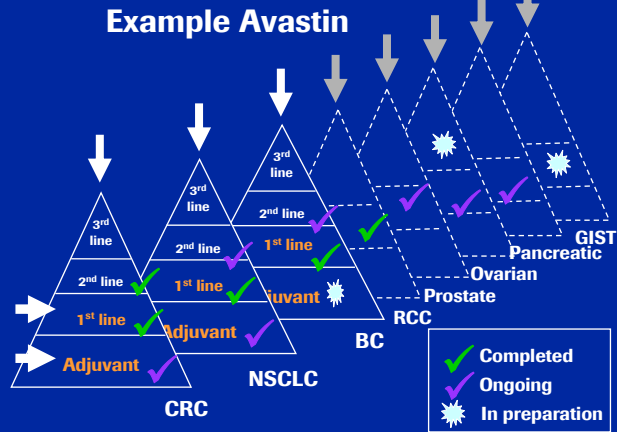 Example Avastin
3rd
line
2nd line
1st line
Adjuvant
CRC
3rd
line
2nd line
1st line
Adjuvant
NSCLC
3rd
line
2nd line
1st line
juvant
BC
RCC
Prostate
Ovarian
Pancreatic
GIST
Completed
Ongoing
In preparation